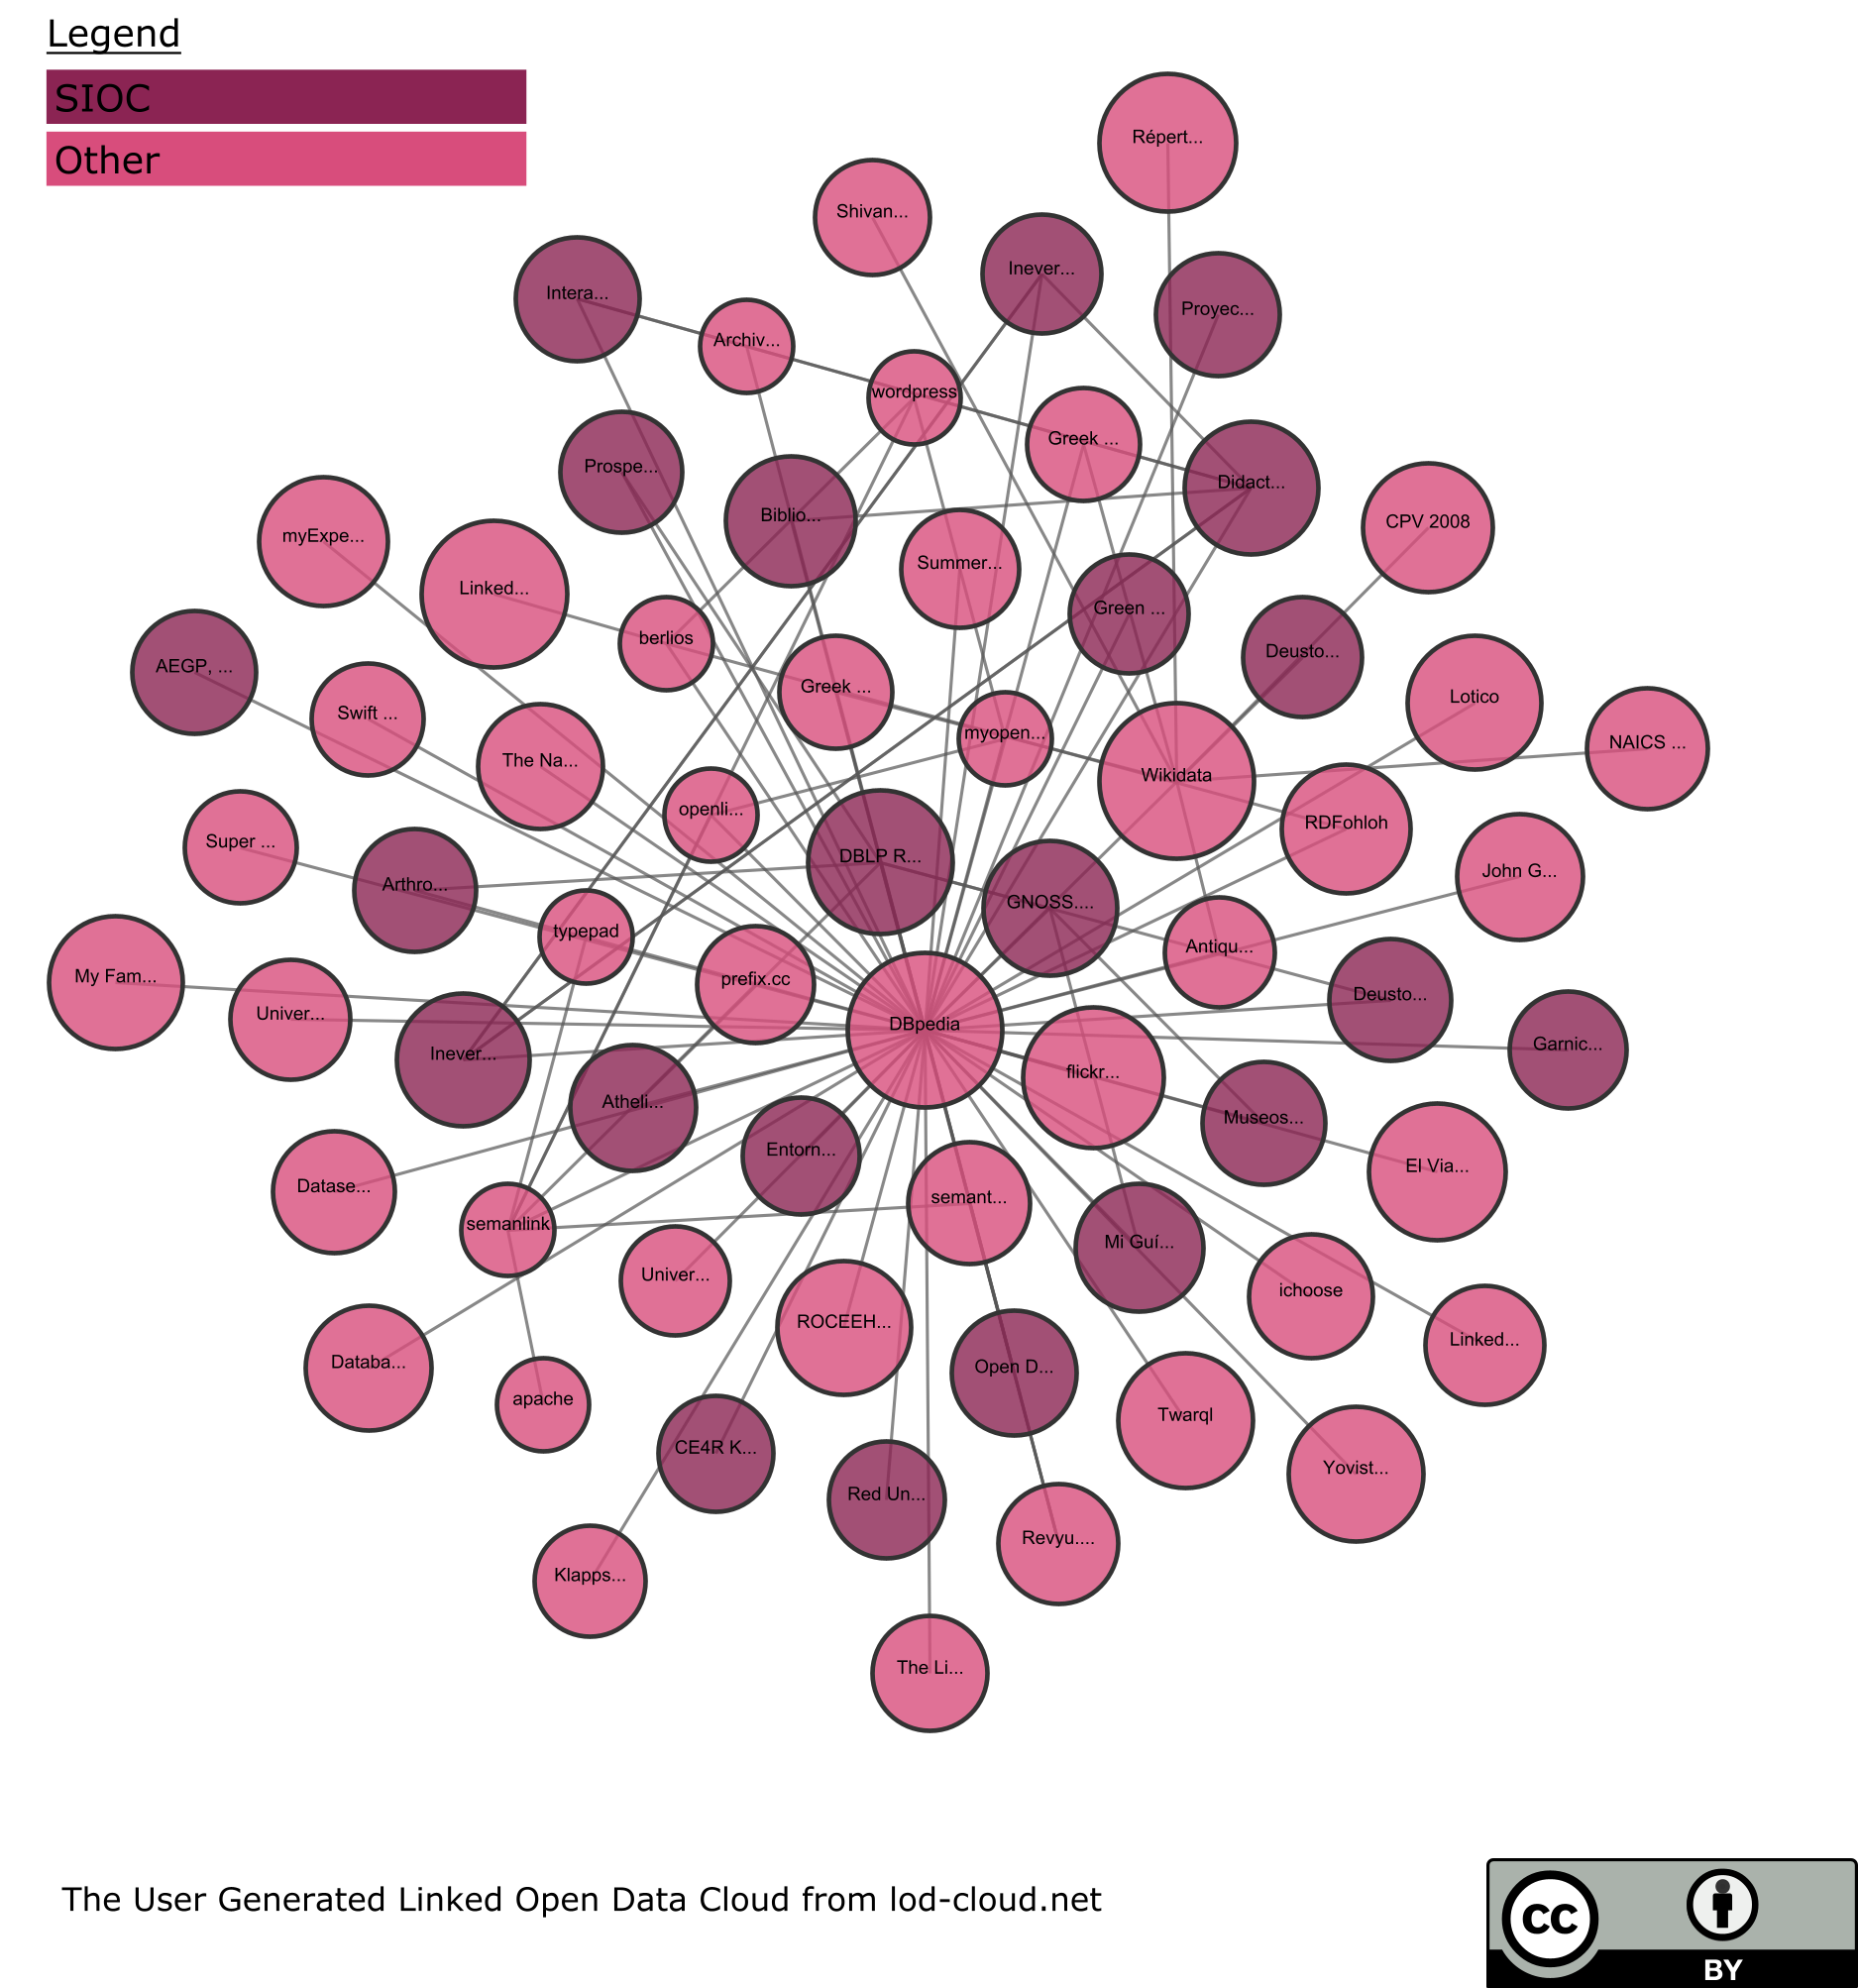 Legend
SIOC
Other
Répert...
Shivan...
Inever...
Intera...
Proyec...
Archiv...
wordpress
Greek ...
Prospe...
Didact...
Biblio...
CPV 2008
myExpe...
Summer...
Linked...
Green ...
berlios
Deusto...
AEGP, ...
Greek ...
Lotico
Swift ...
myopen...
NAICS ...
The Na...
Wikidata
openli...
RDFohloh
Super ...
DBLP R...
John G...
Arthro...
GNOSS....
typepad
Antiqu...
My Fam...
prefix.cc
Deusto...
Univer...
DBpedia
Garnic...
Inever...
flickr...
Atheli...
Museos...
Entorn...
El Via...
Datase...
semant...
semanlink
Mi Guí...
Univer...
ichoose
ROCEEH...
Linked...
Databa...
Open D...
apache
Twarql
CE4R K...
Yovist...
Red Un...
Revyu....
Klapps...
The Li...
The User Generated Linked Open Data Cloud from lod-cloud.net
cc
BY